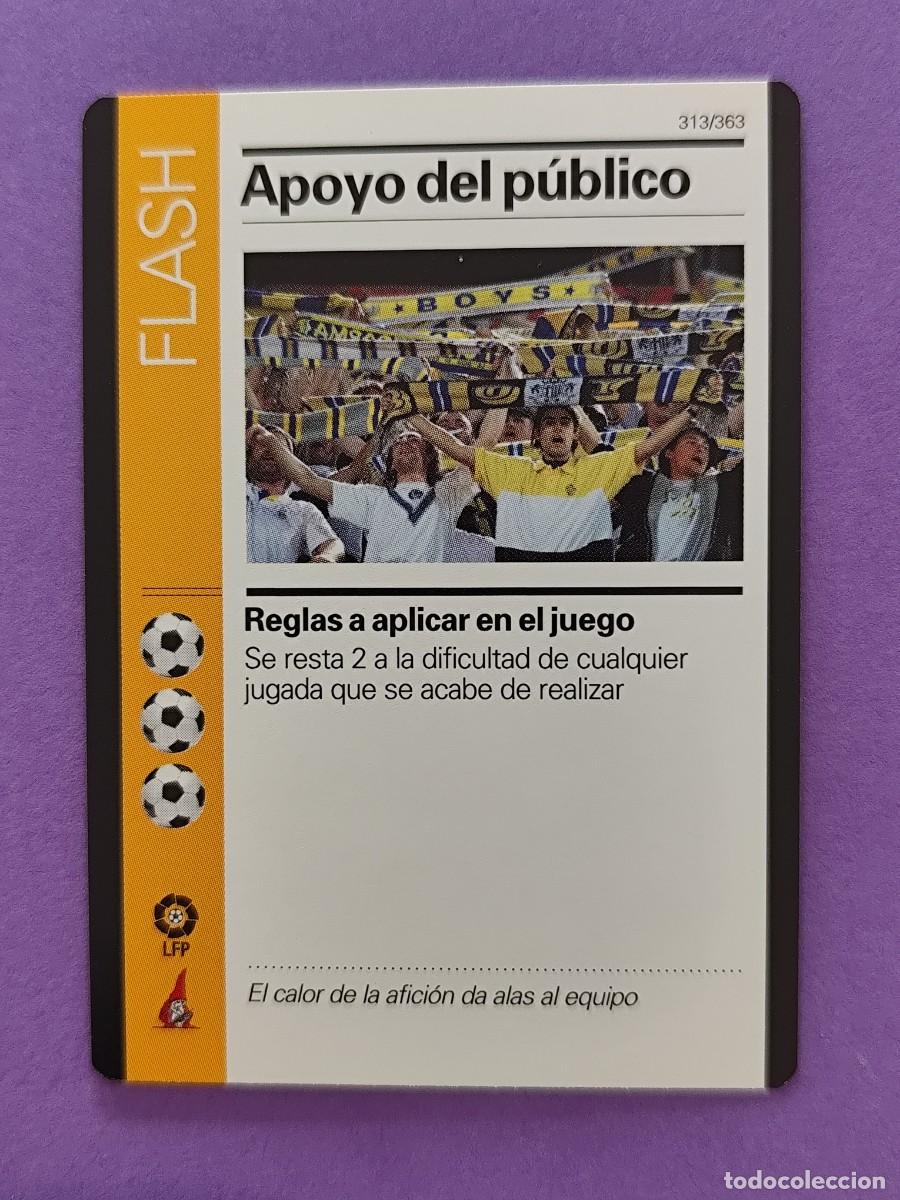 313/363
FLASH
Apoyo del público
BOYS
Reglas a aplicar en el juego
Se resta 2 a la dificultad de cualquier
jugada que se acabe de realizar
LFP
El calor de la afición da alas al equipo
todocoleccion